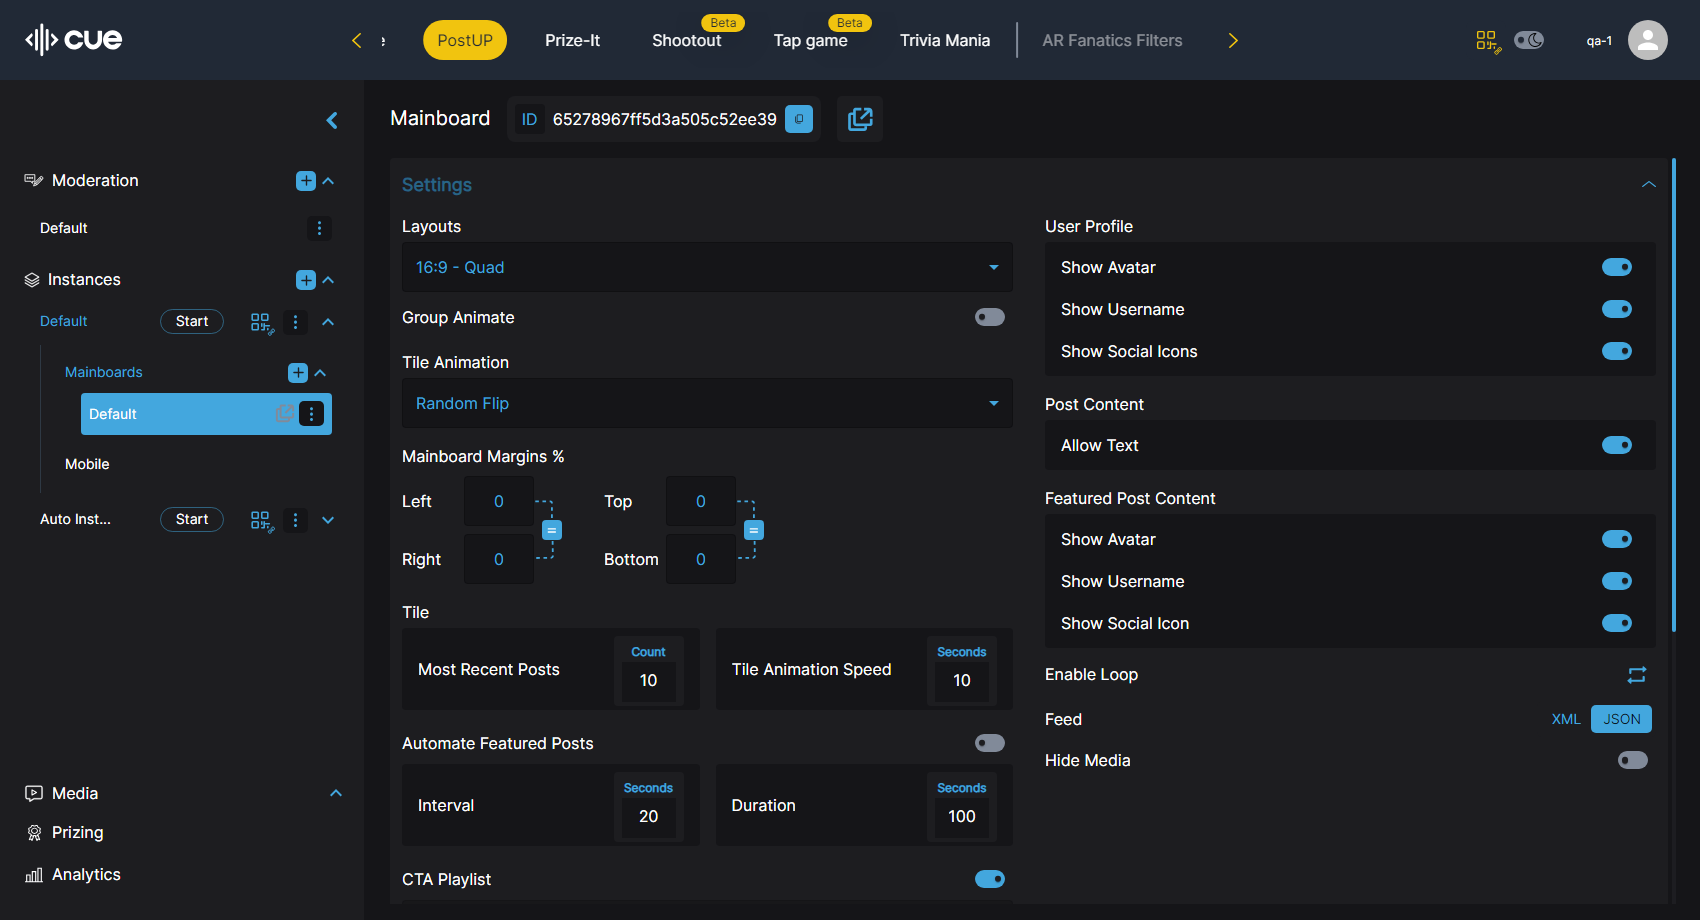 cue
PostUP
Prize-It
Beta
Shootout
Beta
Tap game
Trivia Mania
AR Fanatics Filters
qa-1
Mainboard
ID
65278967ff5d3a505c52ee39
Moderation
Default
Instances
Default
Start
Mainboards
Default
Mobile
Auto Inst...
Start
Media
Prizing
Analytics
Settings
Layouts
16:9 - Quad
Group Animate
Tile Animation
Random Flip
Mainboard Margins %
Left 0 Top 0
Right 0 Bottom 0
Tile
Most Recent Posts
Count
10
Tile Animation Speed
Seconds
10
Automate Featured Posts
Interval
Seconds
20
Duration
Seconds
100
CTA Playlist
User Profile
Show Avatar
Show Username
Show Social Icons
Post Content
Allow Text
Featured Post Content
Show Avatar
Show Username
Show Social Icon
Enable Loop
Feed XML JSON
Hide Media